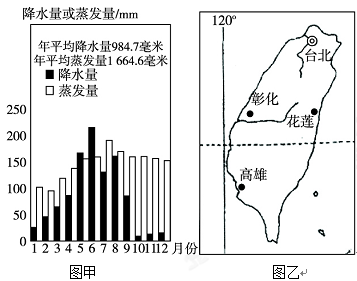 降水量或蒸发量/mm
年平均降水量984.7毫米
年平均蒸发量1 664.6毫米
■降水量
□蒸发量
250
200
150
100
50
0
1 2 3 4 5 6 7 8 9 10 11 12 月份
图甲
120°
台北
彰化
花莲
高雄
图乙